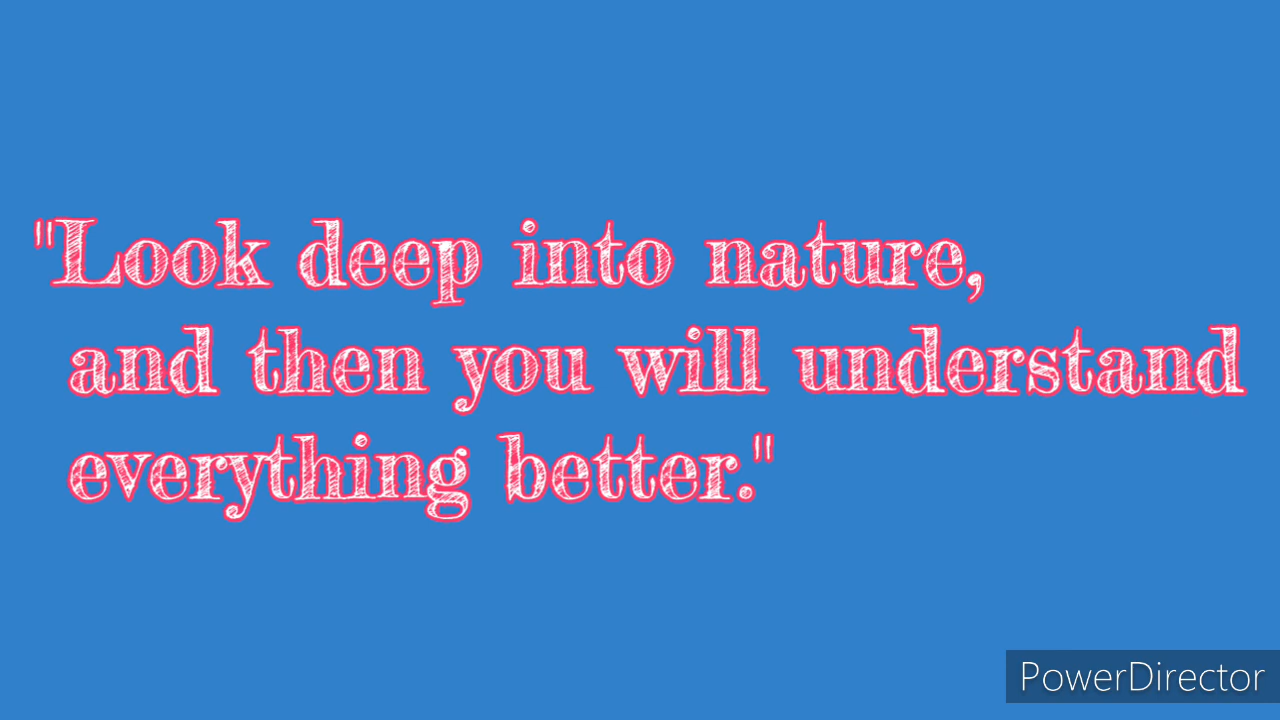 "Look deep into nature,
and then you will understand
everything better."
PowerDirector